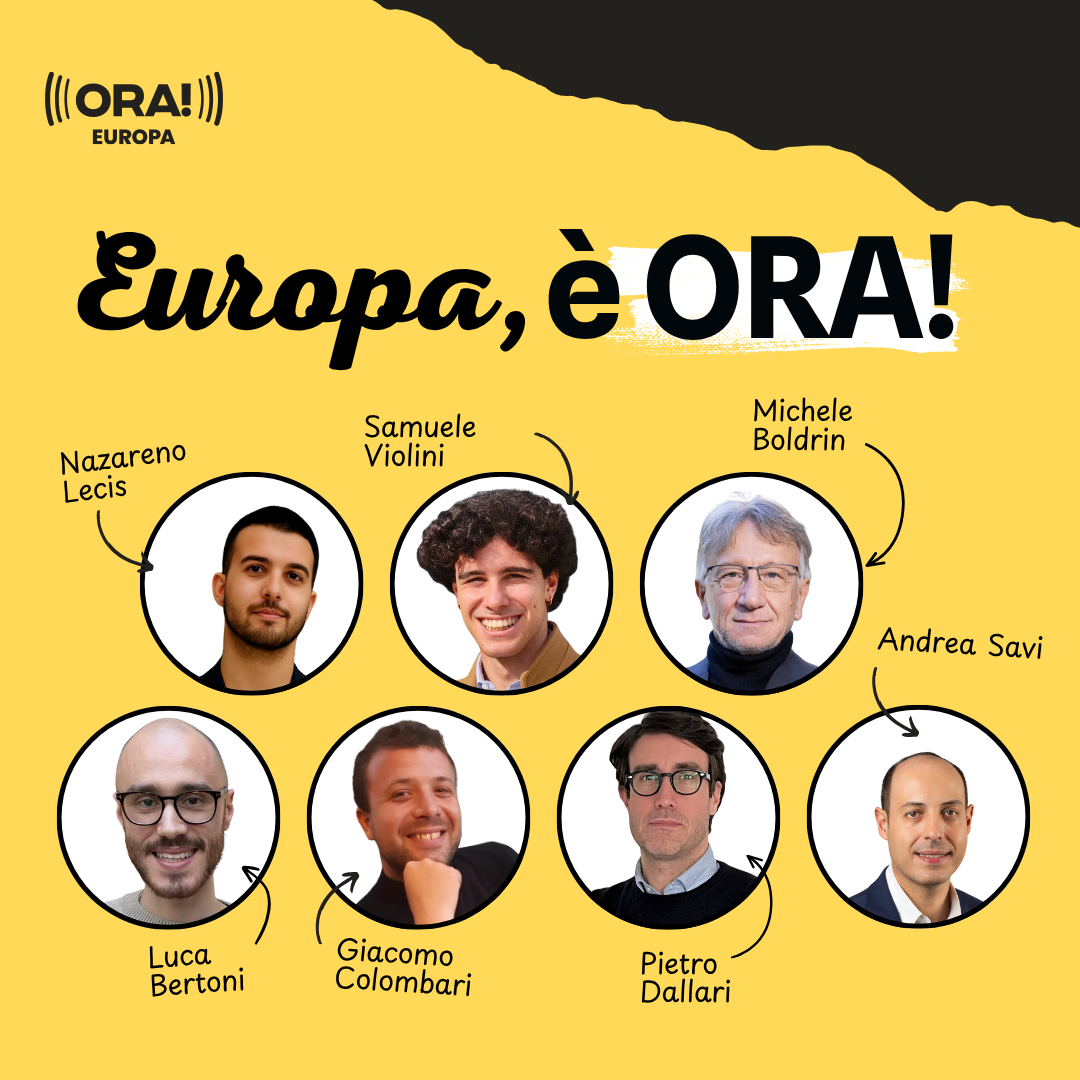 ORA!
EUROPA
Europa, è ORA!
Nazareno
Lecis
Samuele
Violini
Michele
Boldrin
Andrea Savi
Luca
Bertoni
Giacomo
Colombari
Pietro
Dallari